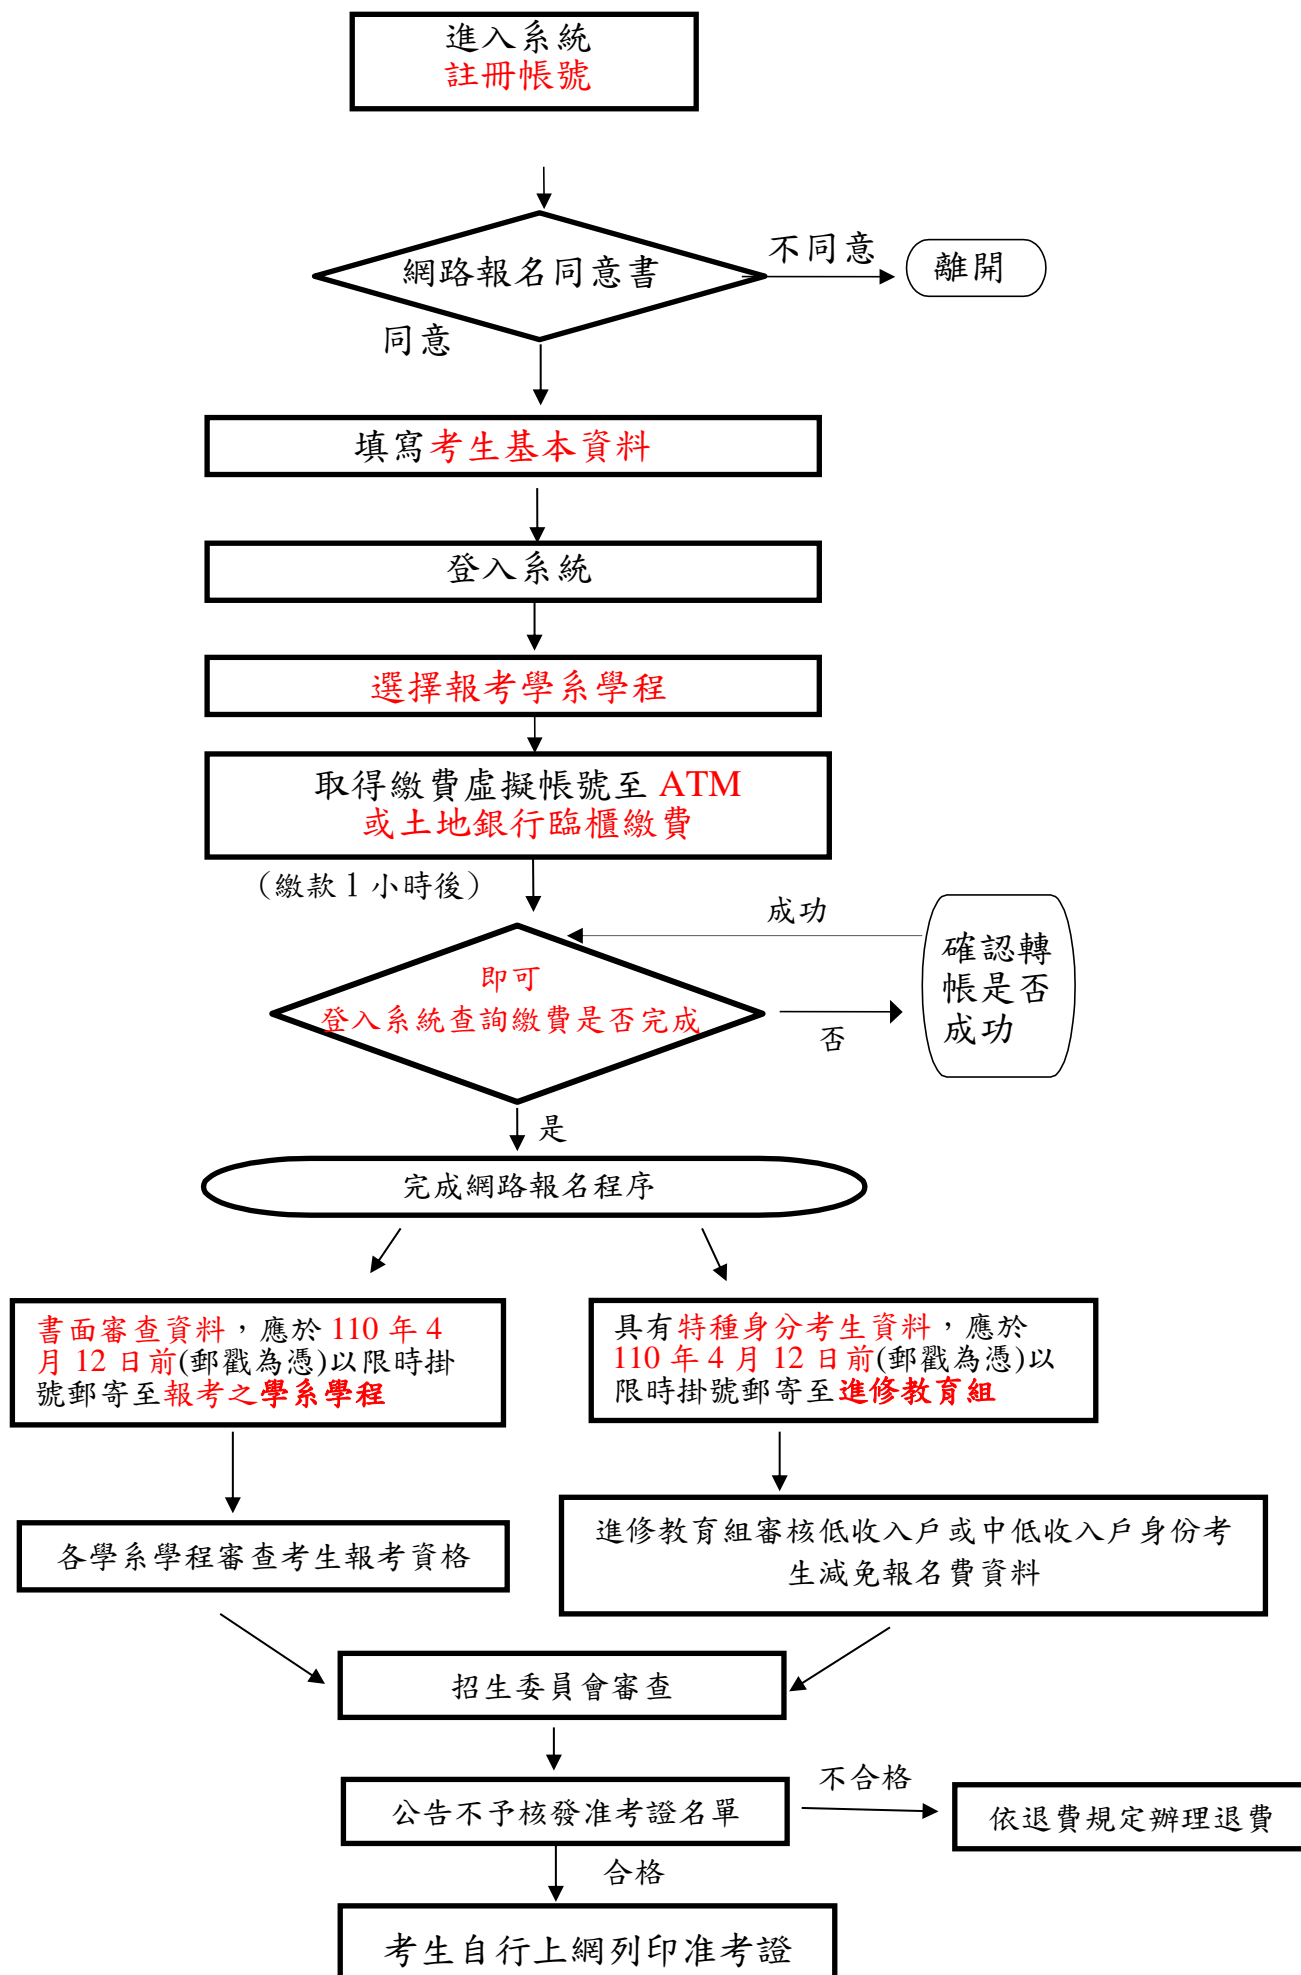 進入系統
註冊帳號
網路報名同意書
不同意
離開
同意
填寫考生基本資料
登入系統
選擇報考學系學程
取得繳費虛擬帳號至 ATM
或土地銀行臨櫃繳費
（繳款 1 小時後）
成功
確認轉
帳是否
成功
即可
登入系統查詢繳費是否完成
否
是
完成網路報名程序
書面審查資料，應於 110 年 4
月 12 日前(郵戳為憑)以限時掛
號郵寄至報考之學系學程
具有特種身分考生資料，應於
110 年 4 月 12 日前(郵戳為憑)以
限時掛號郵寄至進修教育組
各學系學程審查考生報考資格
進修教育組審核低收入戶或中低收入戶身份考
生減免報名費資料
招生委員會審查
公告不予核發准考證名單
不合格
依退費規定辦理退費
合格
考生自行上網列印准考證